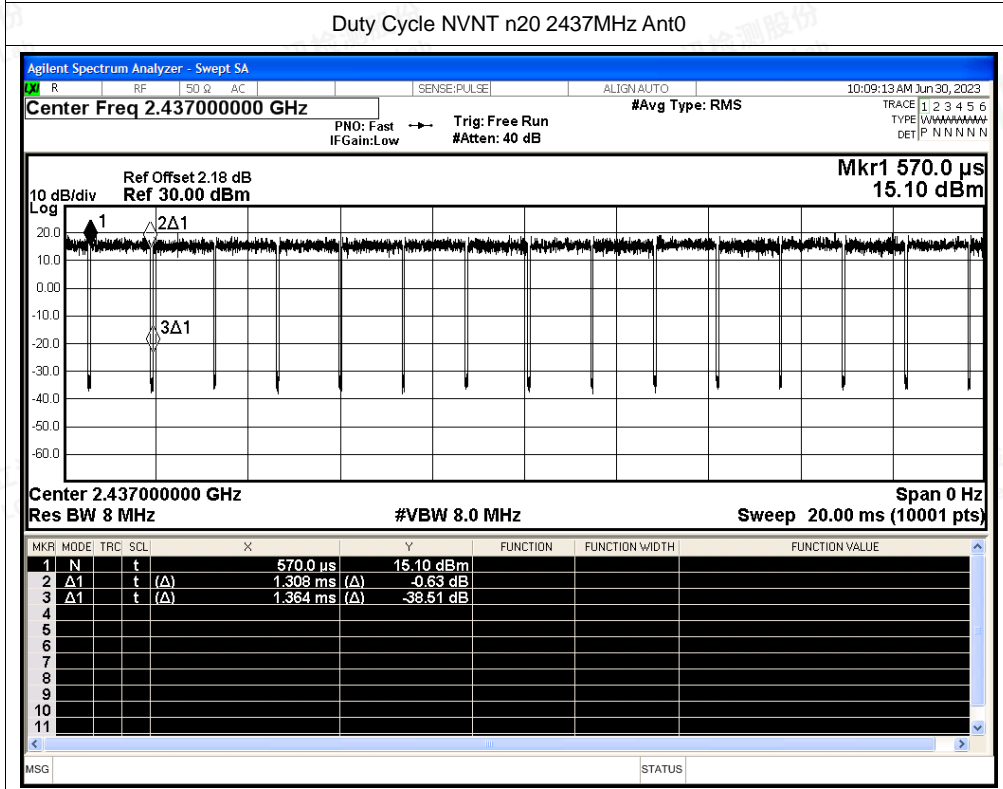 Duty Cycle NVNT n20 2437MHz Ant0
Agilent Spectrum Analyzer - Swept SA
LXI R RF 50 Ω AC SENSE:PULSE ALIGN AUTO 10:09:13 AM Jun 30, 2023
Center Freq 2.437000000 GHz #Avg Type: RMS TRACE 1 2 3 4 5 6
PNO: Fast Trig: Free Run TYPE W
IFGain:Low #Atten: 40 dB DET P N N N N N
Mkr1 570.0 µs
Ref Offset 2.18 dB
10 dB/div Ref 30.00 dBm 15.10 dBm
Log
1 2Δ1
20.0
10.0
0.00
-10.0
3Δ1
-20.0
-30.0
-40.0
-50.0
-60.0
Center 2.437000000 GHz Span 0 Hz
Res BW 8 MHz #VBW 8.0 MHz Sweep 20.00 ms (10001 pts)
MKR MODE TRC SCL X Y FUNCTION FUNCTION WIDTH FUNCTION VALUE
1 N t 570.0 µs 15.10 dBm
2 Δ1 t (Δ) 1.308 ms (Δ) -0.63 dB
3 Δ1 t (Δ) 1.364 ms (Δ) -38.51 dB
4
5
6
7
8
9
10
11
MSG STATUS